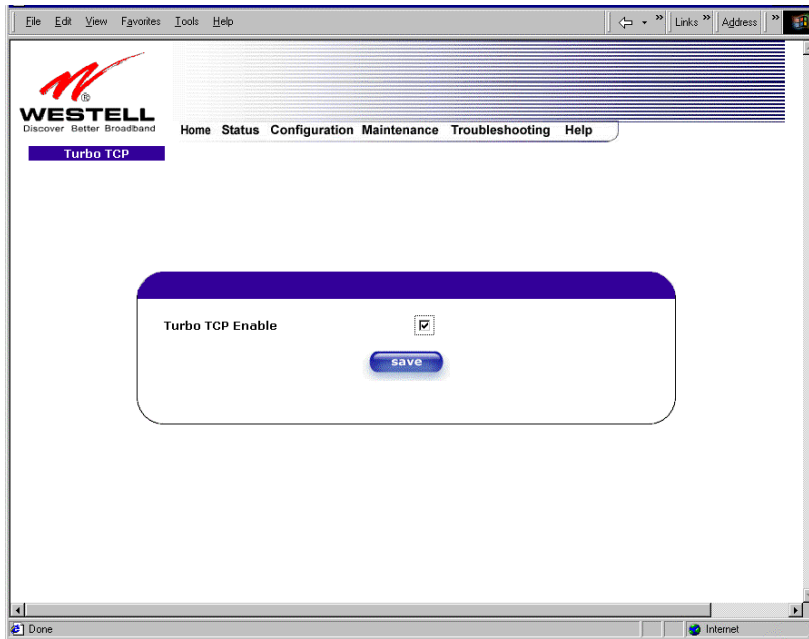 File Edit View Favorites Tools Help
» Links » Address »
WESTELL
®
Discover Better Broadband
Home Status Configuration Maintenance Troubleshooting Help
Turbo TCP
Turbo TCP Enable
save
Done
Internet